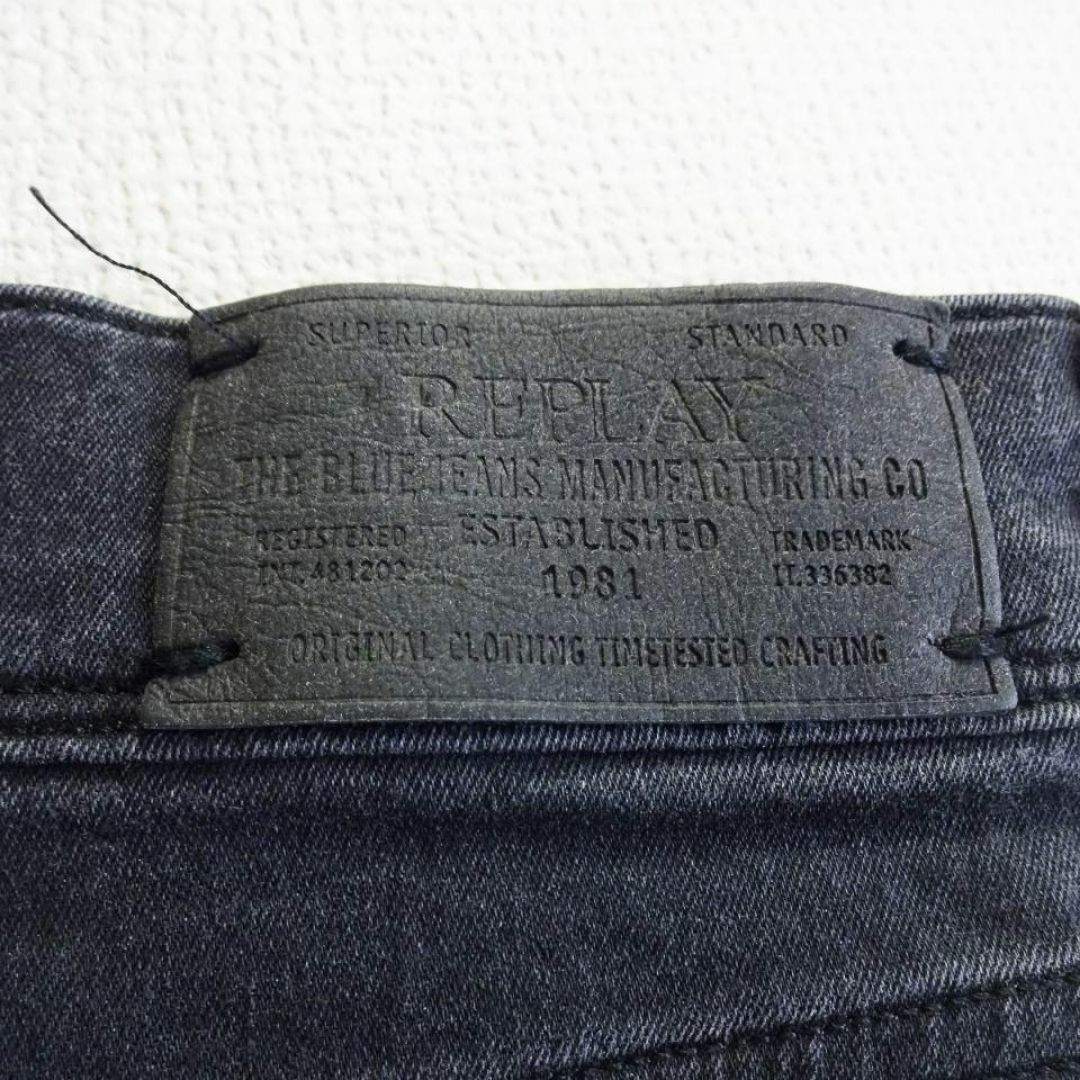 SUPERIOR STANDARD
REPLAY
THE BLUE JEANS MANUFACTURING CO
REGISTERED ESTABLISHED TRADEMARK
INT.481202 1981 IT.336382
ORIGINAL CLOTHING TIMETESTED CRAFTING